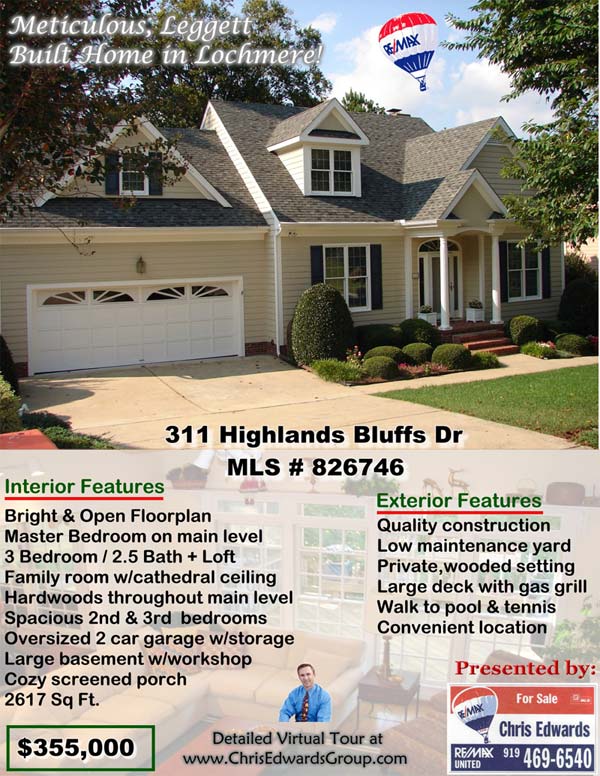 Meticulous, Leggett
Built Home in Lochmere!
RE/MAX
311 Highlands Bluffs Dr
MLS # 826746
Interior Features
Bright & Open Floorplan
Master Bedroom on main level
3 Bedroom / 2.5 Bath + Loft
Family room w/cathedral ceiling
Hardwoods throughout main level
Spacious 2nd & 3rd bedrooms
Oversized 2 car garage w/storage
Large basement w/workshop
Cozy screened porch
2617 Sq Ft.
$355,000
Exterior Features
Quality construction
Low maintenance yard
Private,wooded setting
Large deck with gas grill
Walk to pool & tennis
Convenient location
Presented by:
For Sale
RE/MAX
Chris Edwards
RE/MAX
UNITED
919 469-6540
Detailed Virtual Tour at
www.ChrisEdwardsGroup.com